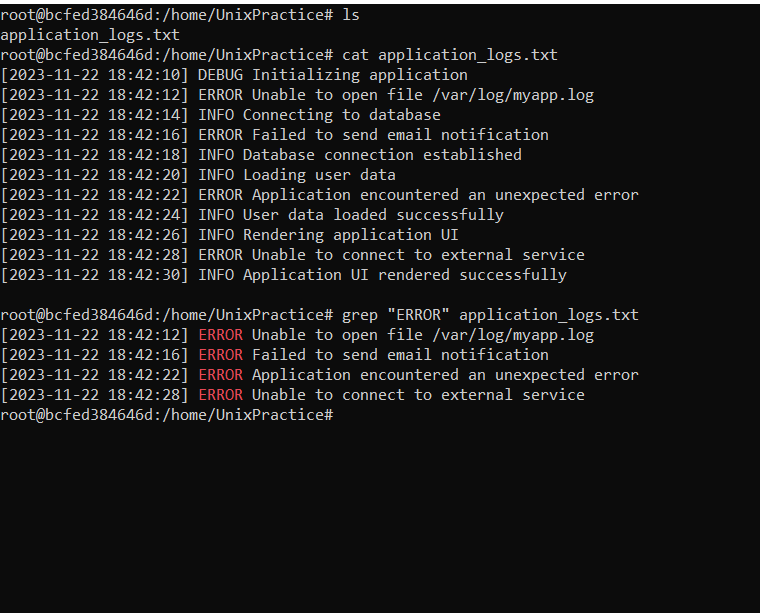 root@bcfed384646d:/home/UnixPractice# ls
application_logs.txt
root@bcfed384646d:/home/UnixPractice# cat application_logs.txt
[2023-11-22 18:42:10] DEBUG Initializing application
[2023-11-22 18:42:12] ERROR Unable to open file /var/log/myapp.log
[2023-11-22 18:42:14] INFO Connecting to database
[2023-11-22 18:42:16] ERROR Failed to send email notification
[2023-11-22 18:42:18] INFO Database connection established
[2023-11-22 18:42:20] INFO Loading user data
[2023-11-22 18:42:22] ERROR Application encountered an unexpected error
[2023-11-22 18:42:24] INFO User data loaded successfully
[2023-11-22 18:42:26] INFO Rendering application UI
[2023-11-22 18:42:28] ERROR Unable to connect to external service
[2023-11-22 18:42:30] INFO Application UI rendered successfully

root@bcfed384646d:/home/UnixPractice# grep "ERROR" application_logs.txt
[2023-11-22 18:42:12] ERROR Unable to open file /var/log/myapp.log
[2023-11-22 18:42:16] ERROR Failed to send email notification
[2023-11-22 18:42:22] ERROR Application encountered an unexpected error
[2023-11-22 18:42:28] ERROR Unable to connect to external service
root@bcfed384646d:/home/UnixPractice#